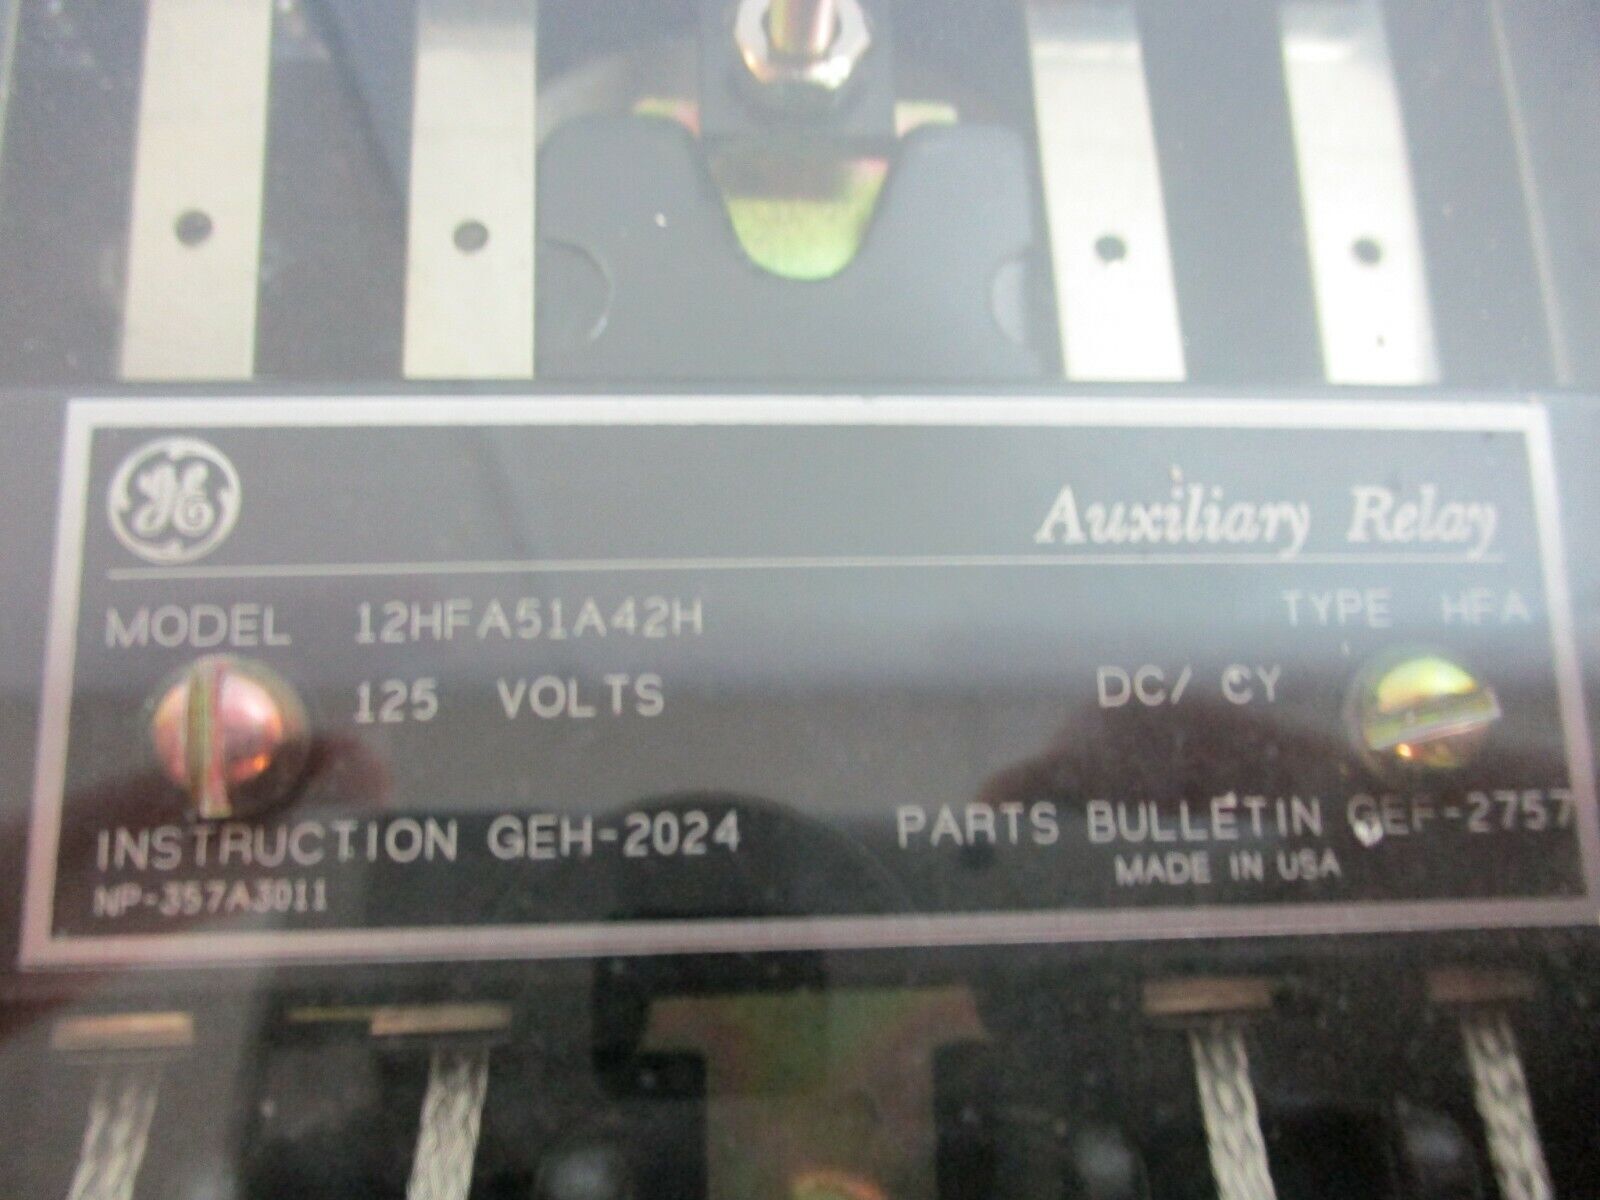 GE
Auxiliary Relay
MODEL 12HFA51A42H TYPE HFA
125 VOLTS DC/ CY
INSTRUCTION GEH-2024 PARTS BULLETIN GEF-2757
NP-357A3011 MADE IN USA